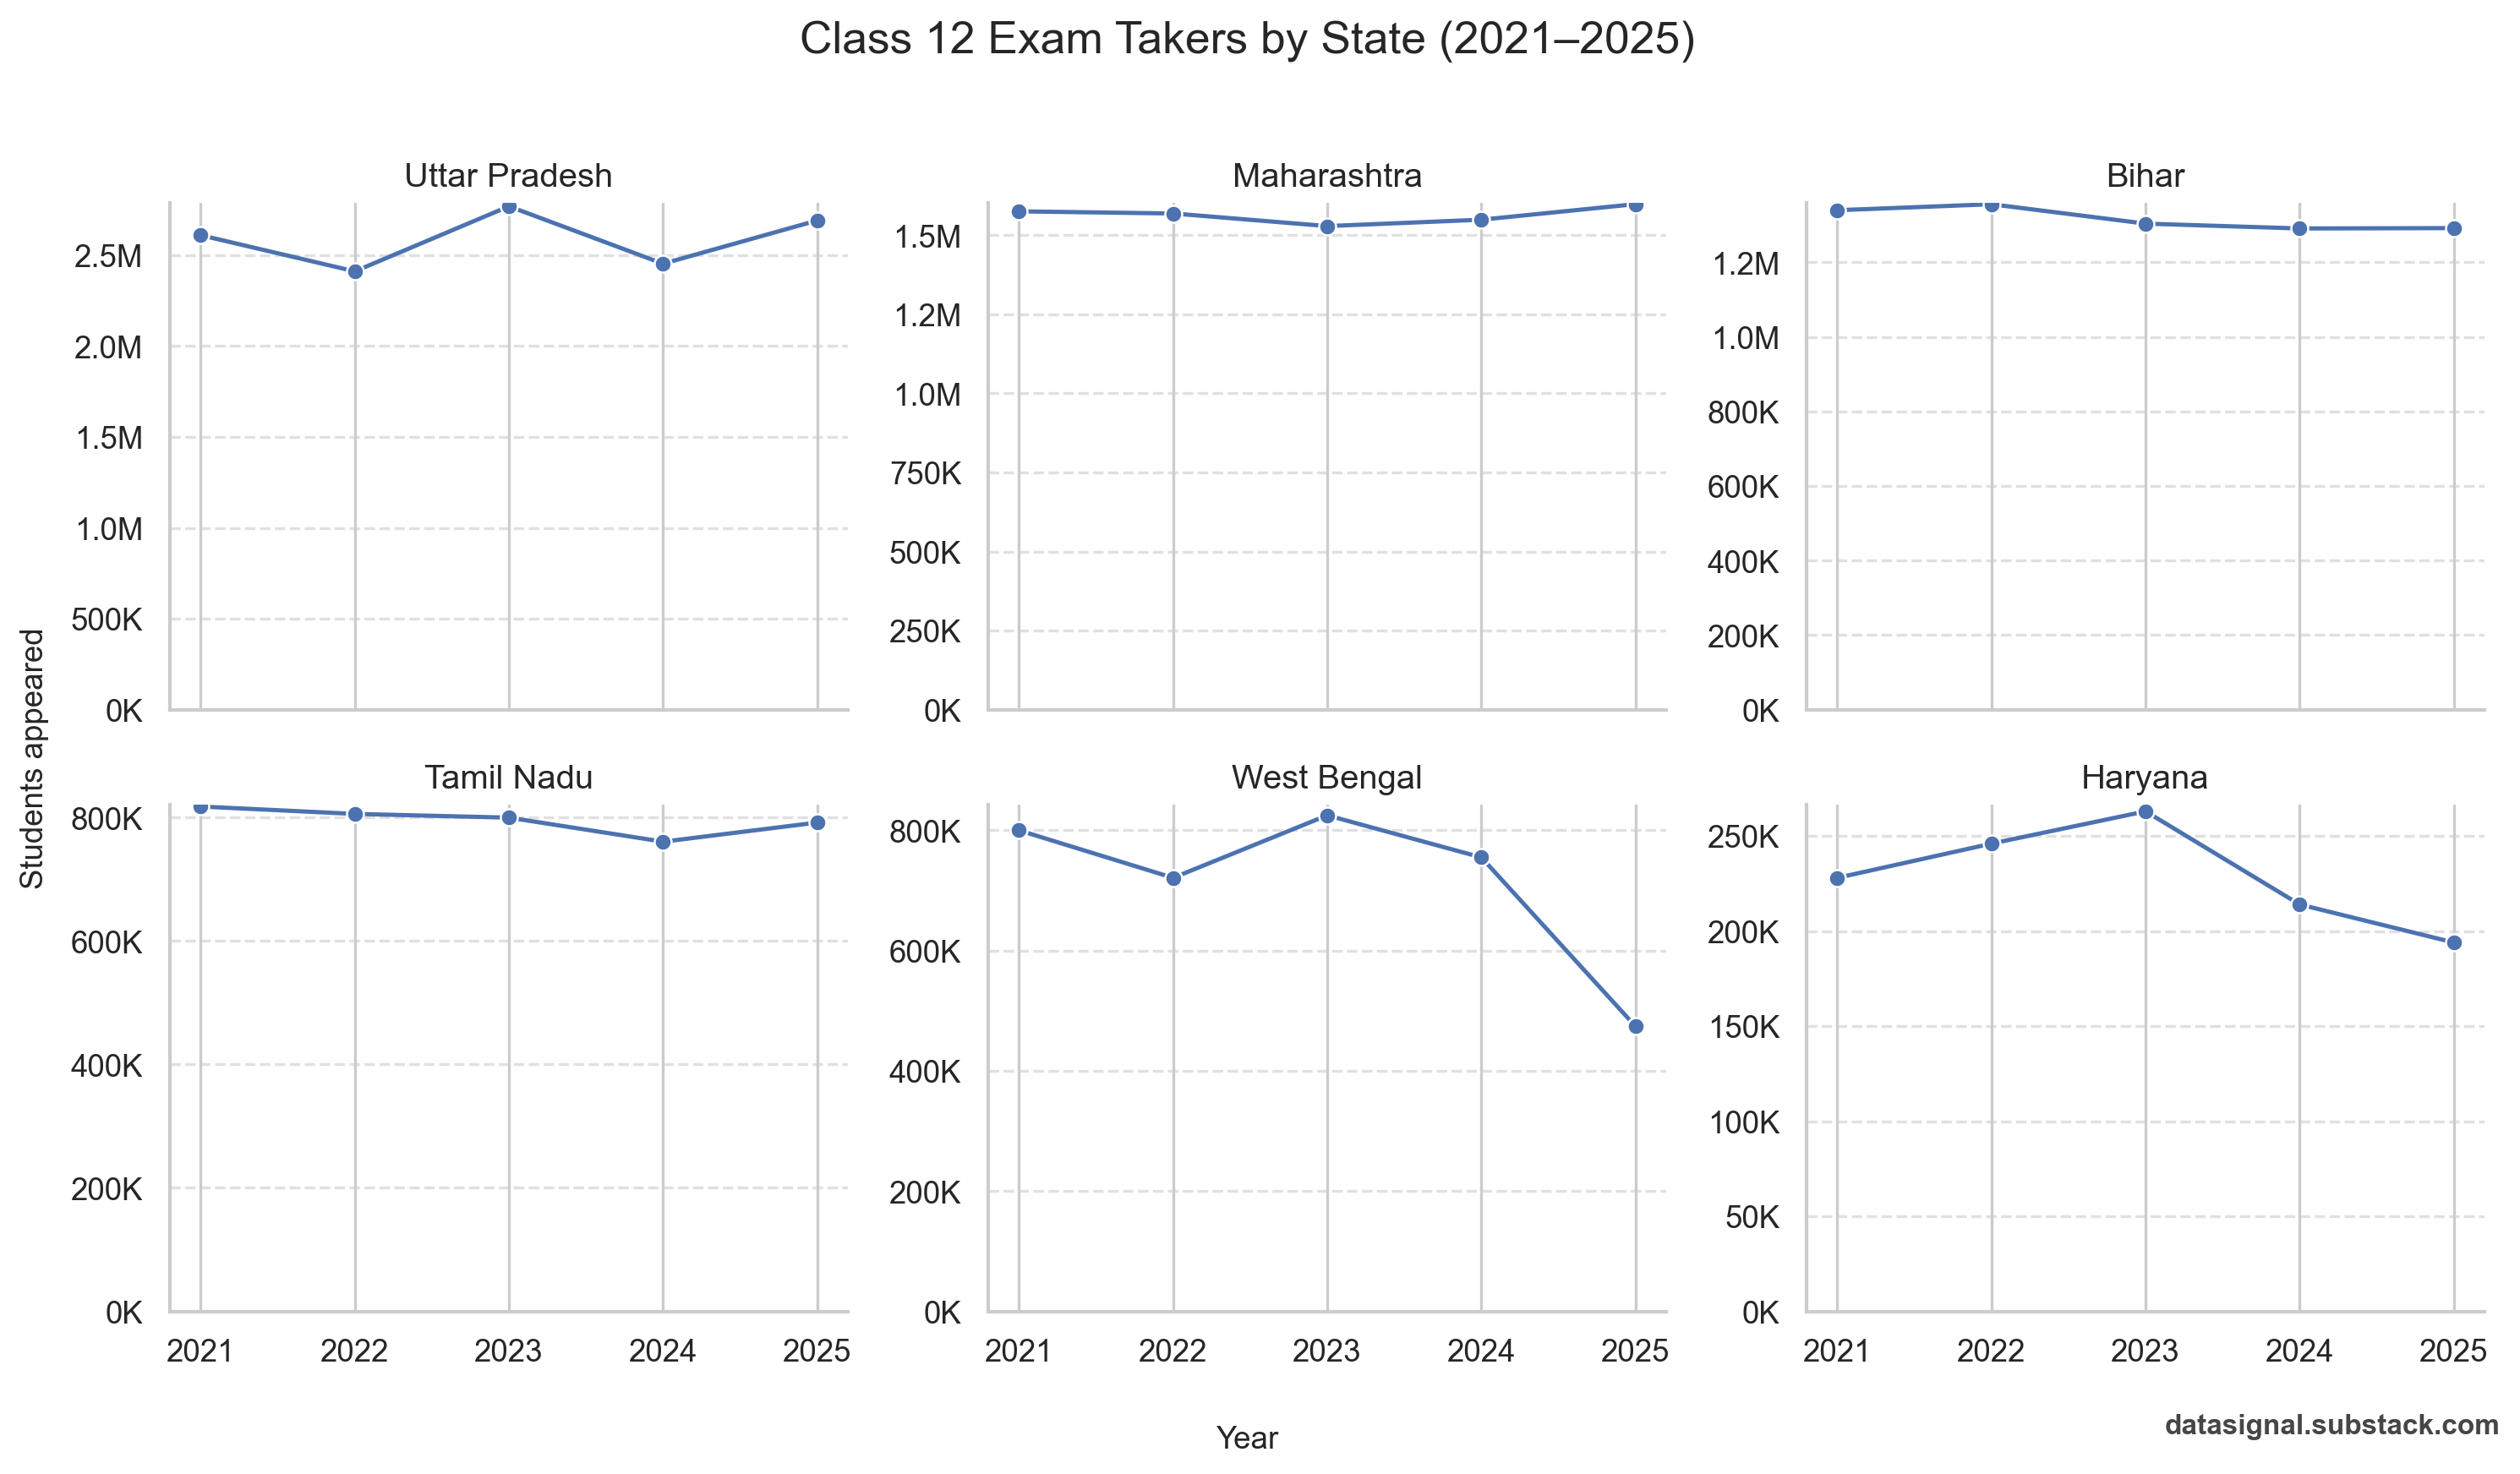 Class 12 Exam Takers by State (2021–2025)
Students appeared
Uttar Pradesh
2.5M
2.0M
1.5M
1.0M
500K
0K
Maharashtra
1.5M
1.2M
1.0M
750K
500K
250K
0K
Bihar
1.2M
1.0M
800K
600K
400K
200K
0K
Tamil Nadu
800K
600K
400K
200K
0K
2021 2022 2023 2024 2025
West Bengal
800K
600K
400K
200K
0K
2021 2022 2023 2024 2025
Haryana
250K
200K
150K
100K
50K
0K
2021 2022 2023 2024 2025
Year
datasignal.substack.com